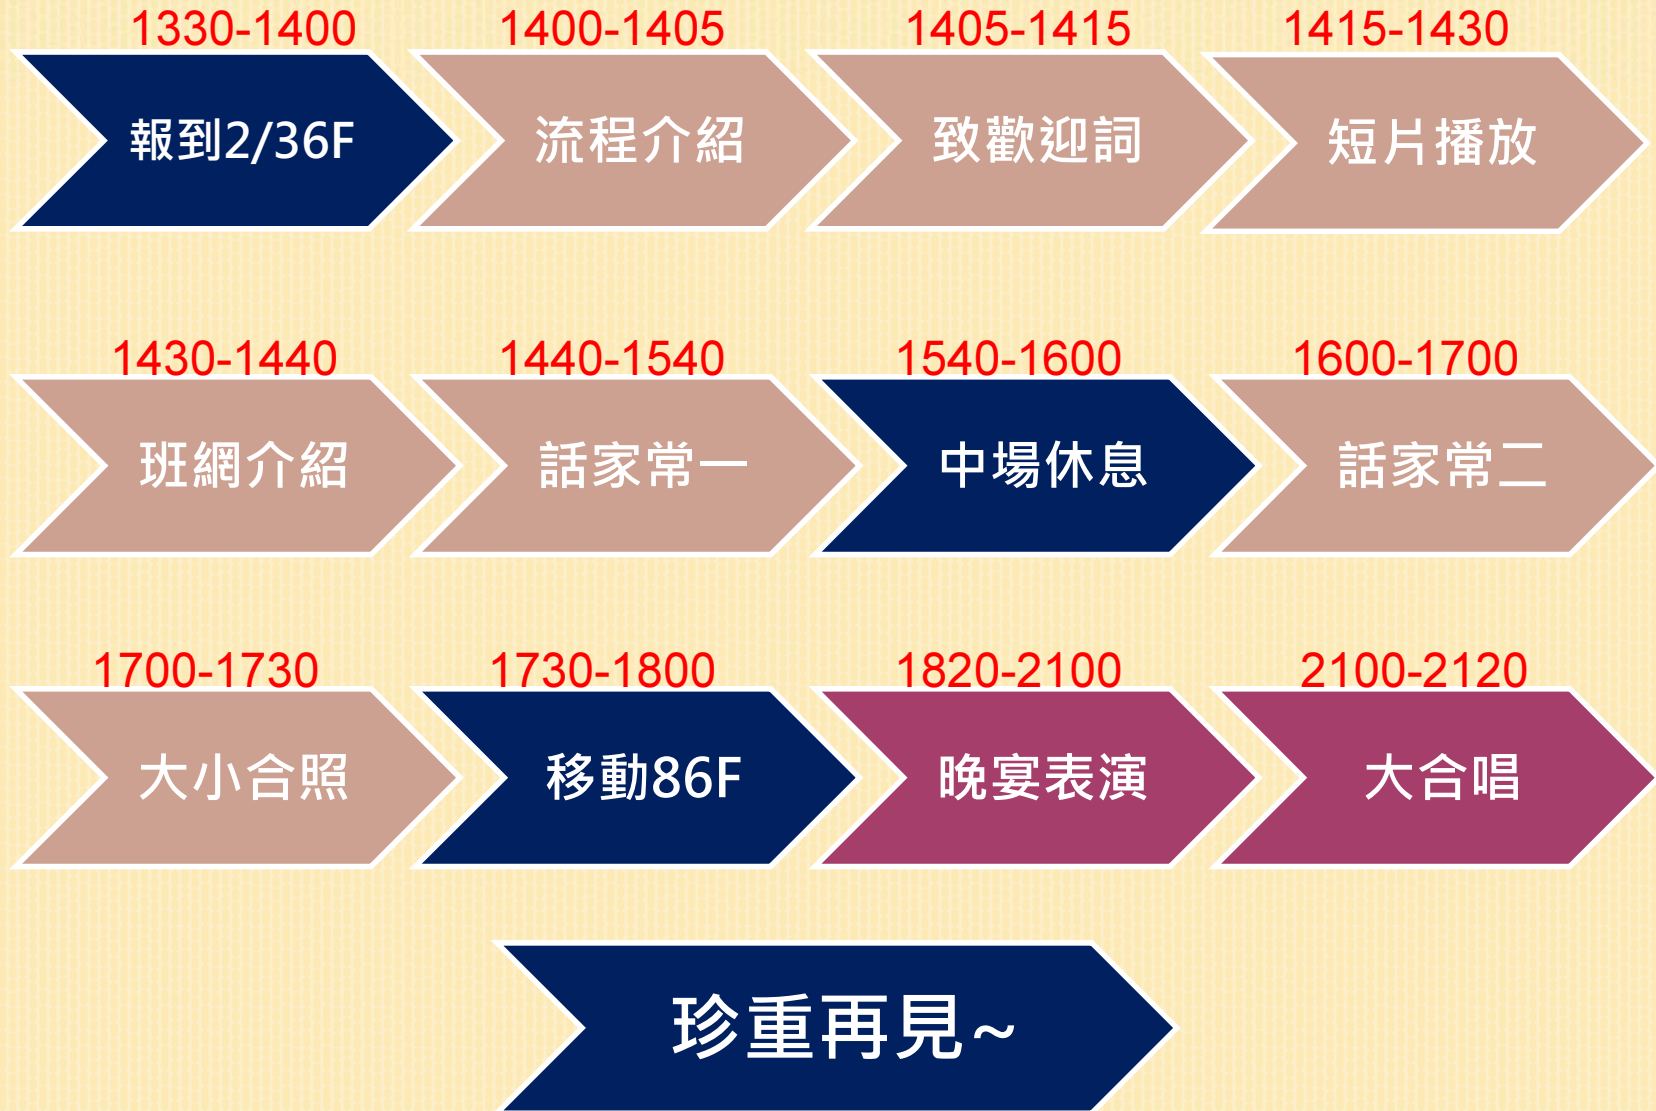 1330-1400 1400-1405 1405-1415 1415-1430
報到2/36F 流程介紹 致歡迎詞 短片播放
1430-1440 1440-1540 1540-1600 1600-1700
班網介紹 話家常一 中場休息 話家常二
1700-1730 1730-1800 1820-2100 2100-2120
大小合照 移動86F 晚宴表演 大合唱
珍重再見~